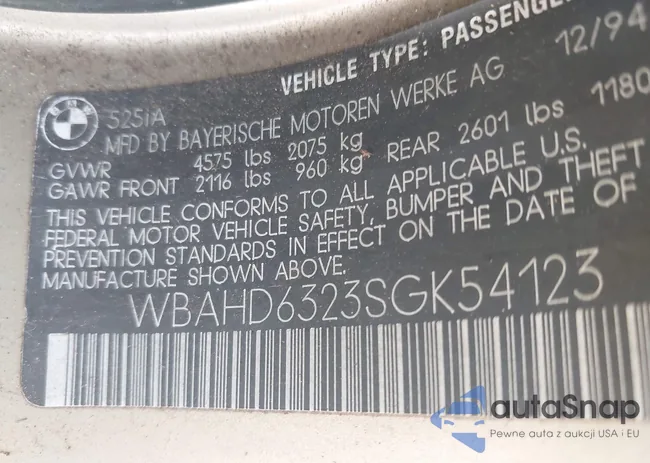 VEHICLE TYPE: PASSENGE
BMW
525iA
MFD BY BAYERISCHE MOTOREN WERKE AG 12/94
GVWR 4575 lbs 2075 kg
GAWR FRONT 2116 lbs 960 kg REAR 2601 lbs 1180
THIS VEHICLE CONFORMS TO ALL APPLICABLE U.S.
FEDERAL MOTOR VEHICLE SAFETY, BUMPER AND THEFT
PREVENTION STANDARDS IN EFFECT ON THE DATE OF
MANUFACTURE SHOWN ABOVE.
WBAHD6323SGK54123
autaSnap
Pewne auta z aukcji USA i EU